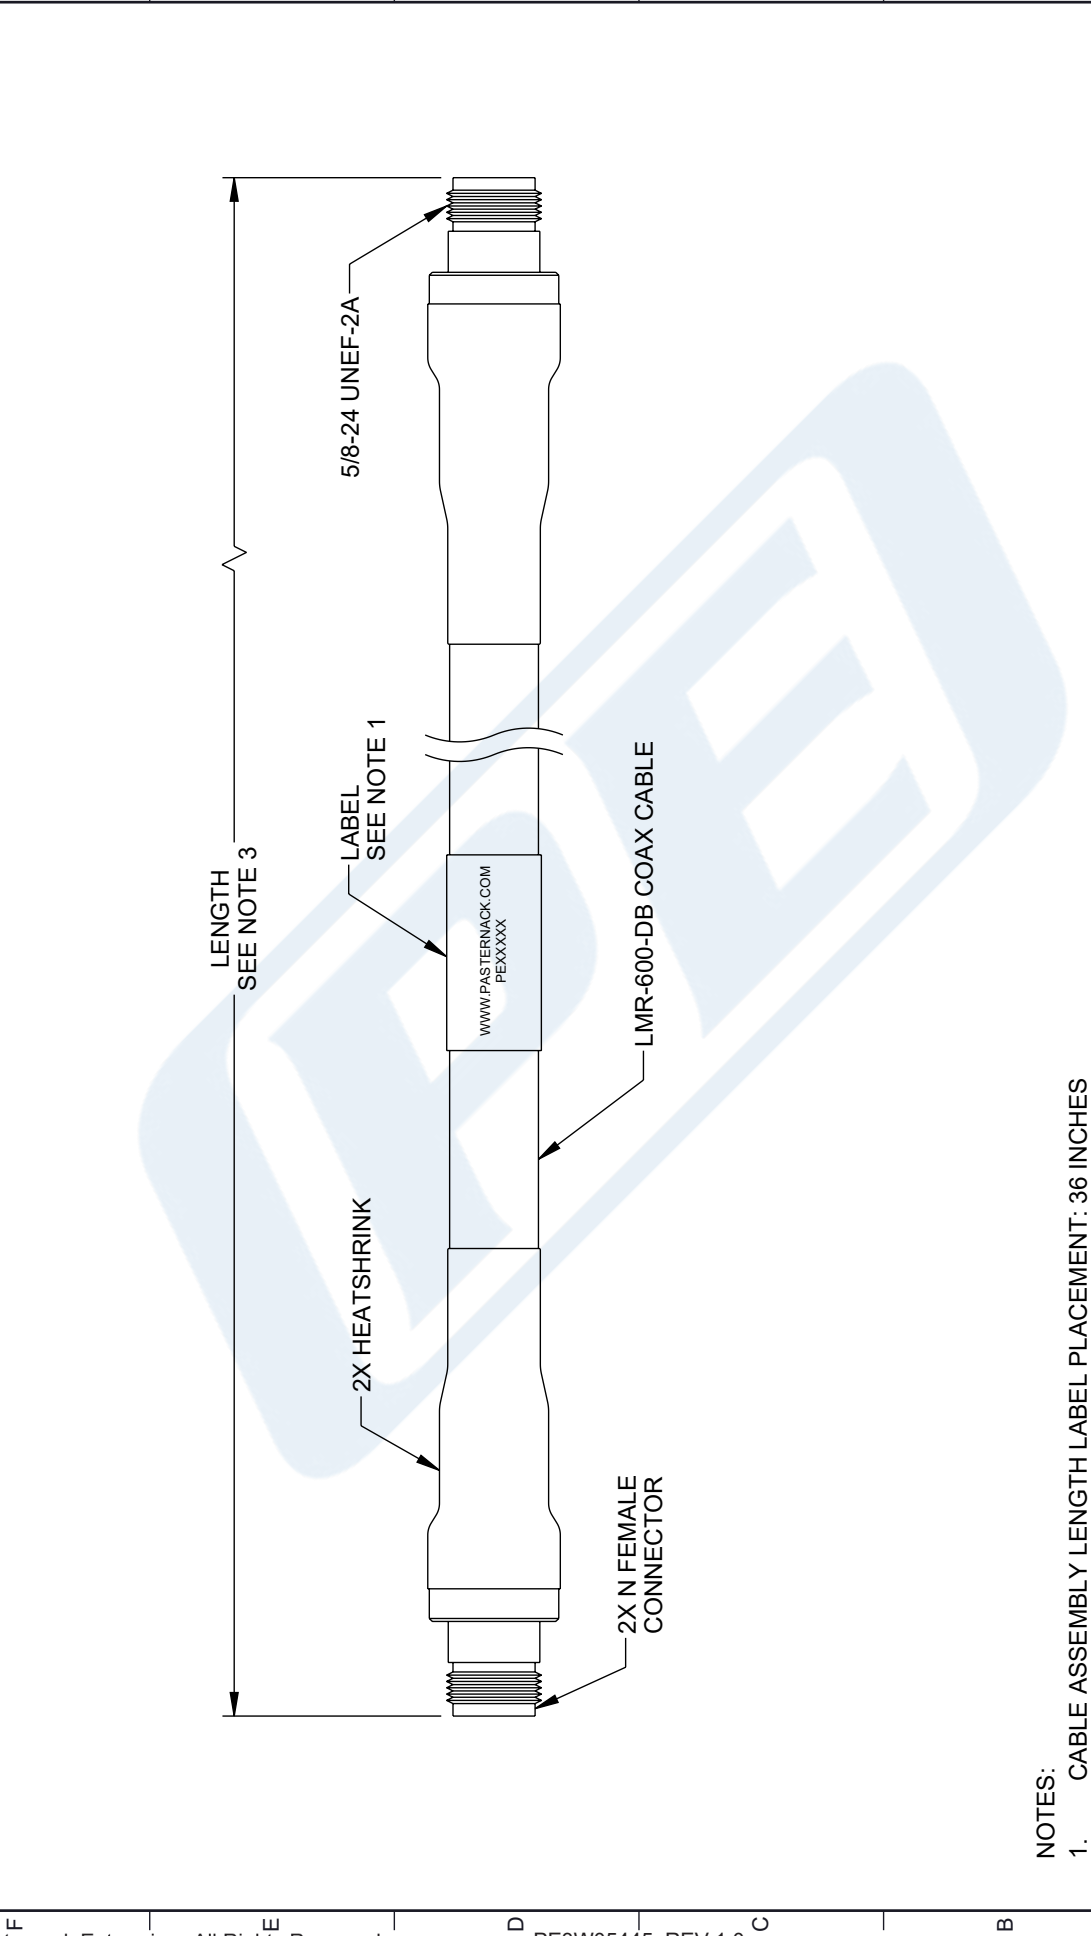 LENGTH
SEE NOTE 3
5/8-24 UNEF-2A
LABEL
SEE NOTE 1
2X HEATSHRINK
WWW.PASTERNACK.COM
PEXXXXX
LMR-600-DB COAX CABLE
2X N FEMALE
CONNECTOR
PE
NOTES:
1. CABLE ASSEMBLY LENGTH LABEL PLACEMENT: 36 INCHES
F
E
D
C
B